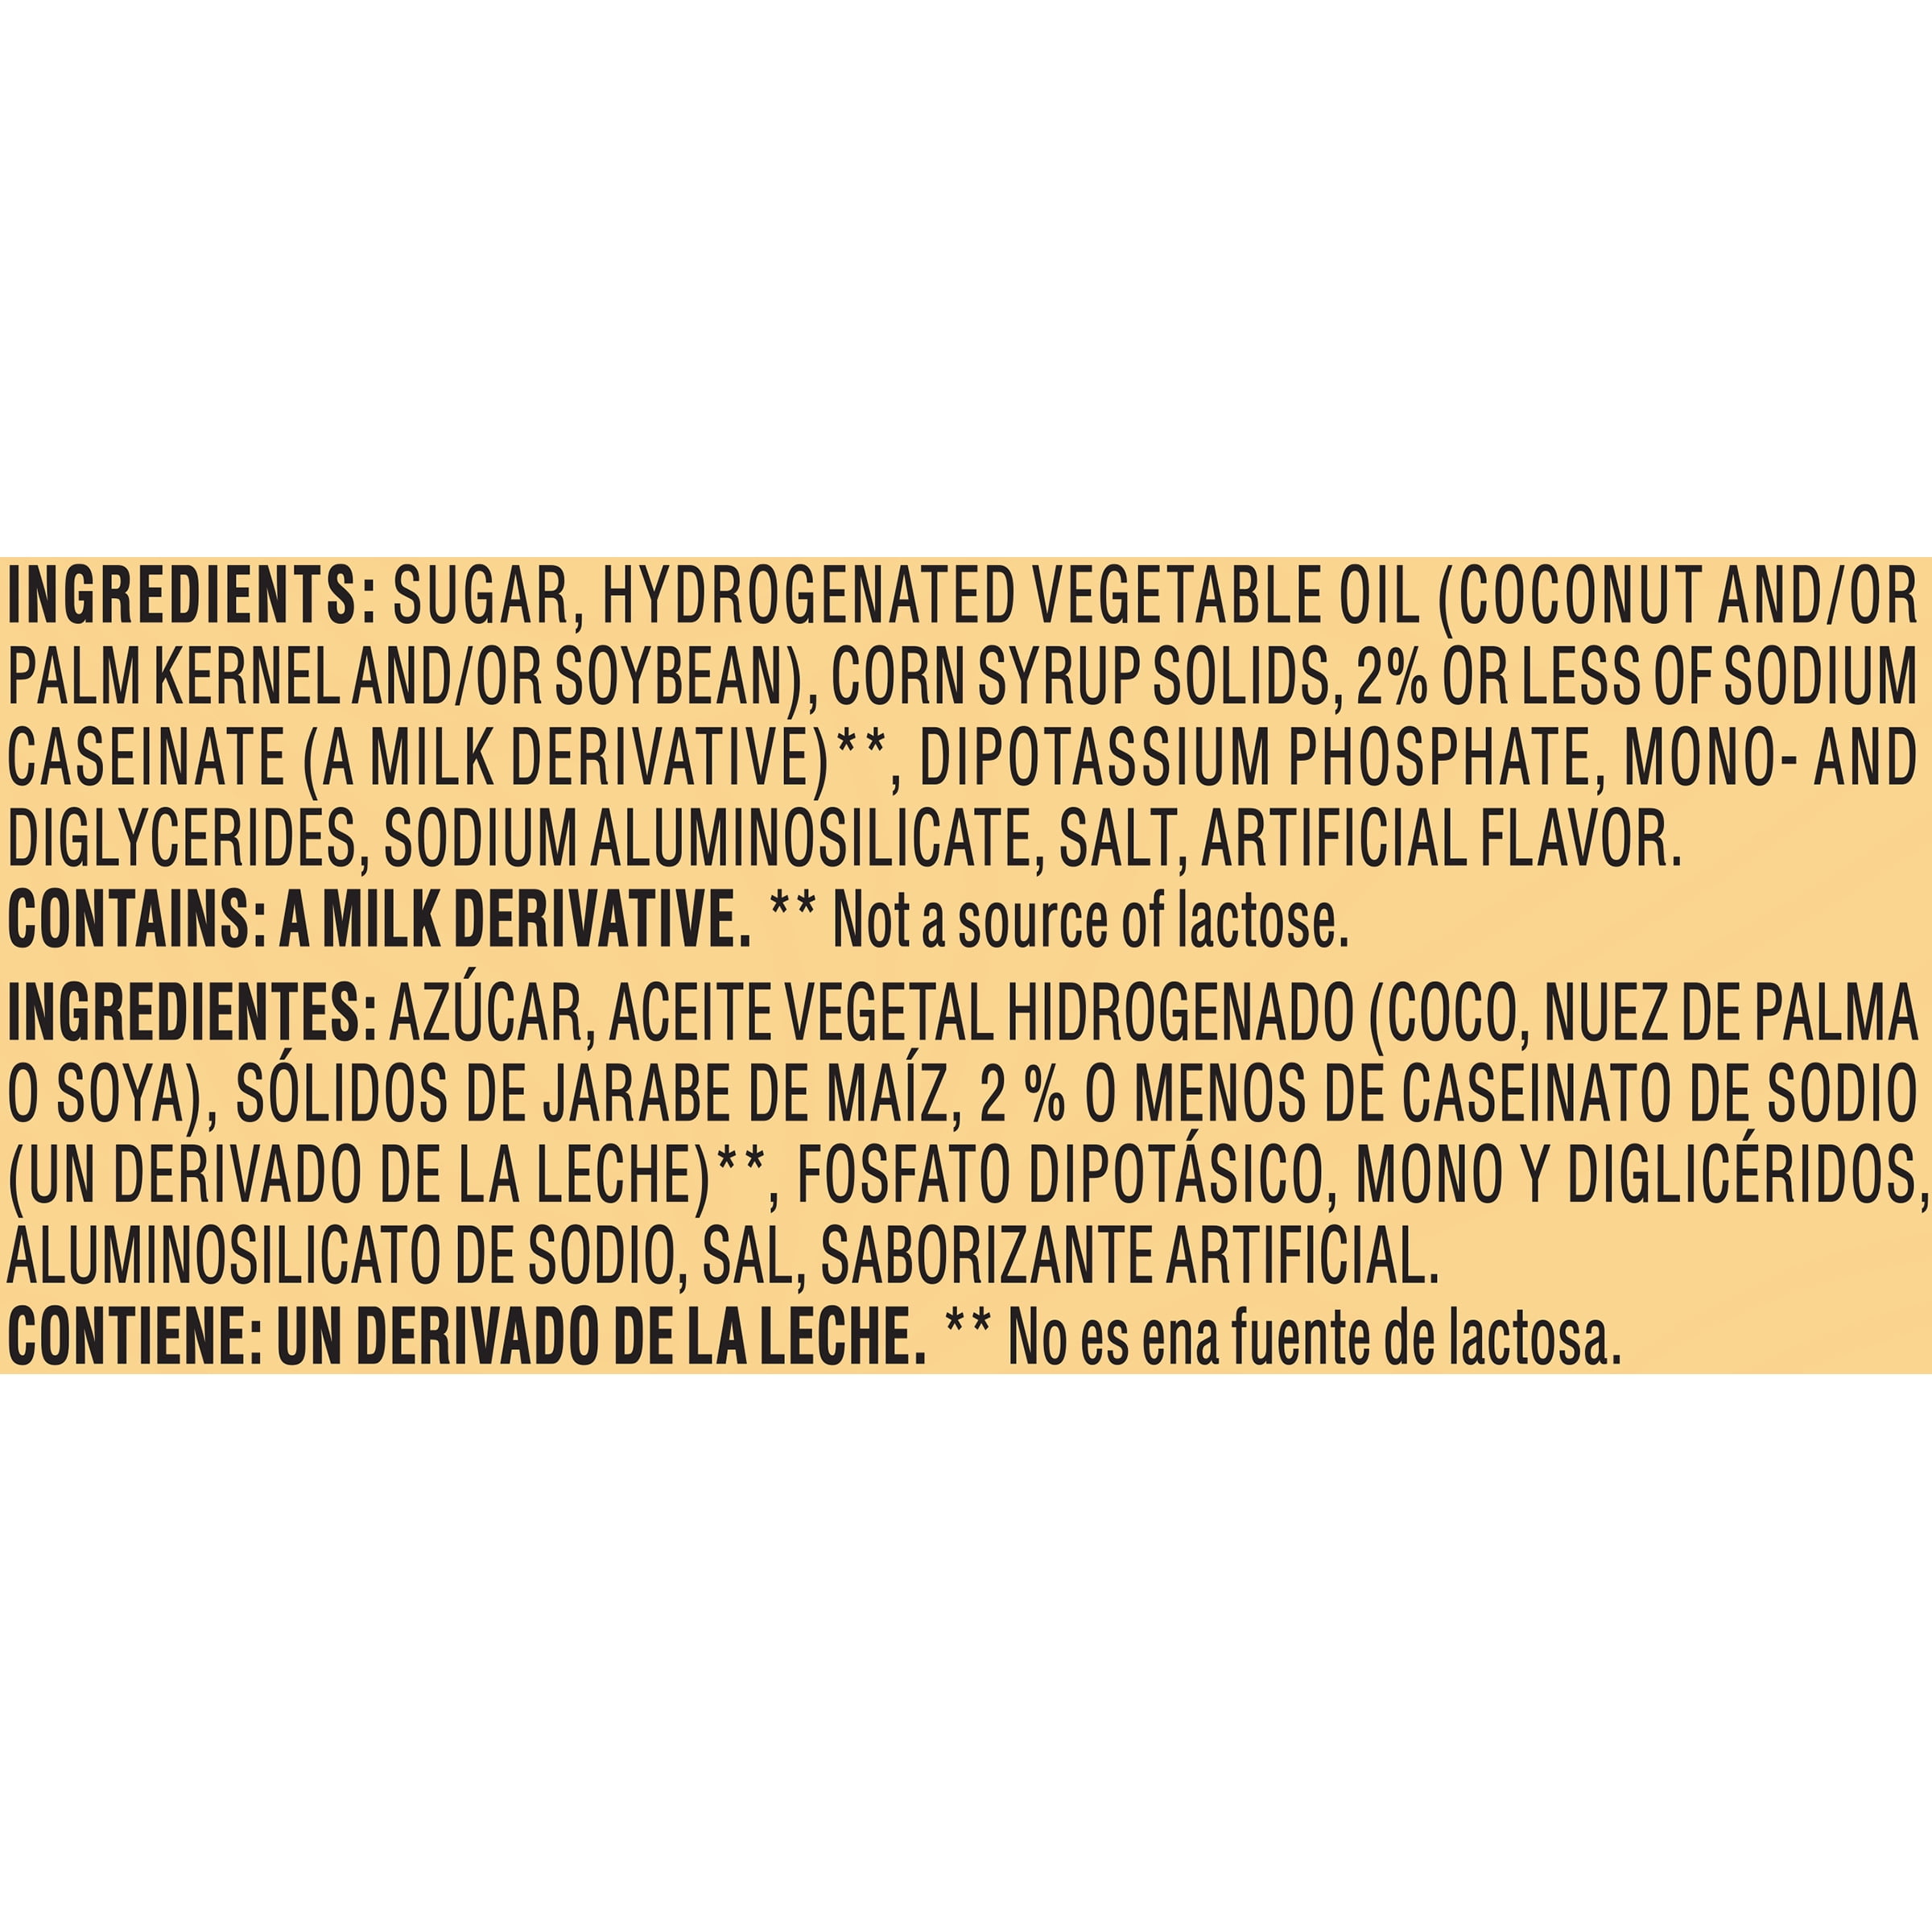 INGREDIENTS: SUGAR, HYDROGENATED VEGETABLE OIL (COCONUT AND/OR
PALM KERNEL AND/OR SOYBEAN), CORN SYRUP SOLIDS, 2% OR LESS OF SODIUM
CASEINATE (A MILK DERIVATIVE)**, DIPOTASSIUM PHOSPHATE, MONO- AND
DIGLYCERIDES, SODIUM ALUMINOSILICATE, SALT, ARTIFICIAL FLAVOR.
CONTAINS: A MILK DERIVATIVE. ** Not a source of lactose.
INGREDIENTES: AZÚCAR, ACEITE VEGETAL HIDROGENADO (COCO, NUEZ DE PALMA
O SOYA), SÓLIDOS DE JARABE DE MAÍZ, 2 % O MENOS DE CASEINATO DE SODIO
(UN DERIVADO DE LA LECHE)**, FOSFATO DIPOTÁSICO, MONO Y DIGLICÉRIDOS,
ALUMINOSILICATO DE SODIO, SAL, SABORIZANTE ARTIFICIAL.
CONTIENE: UN DERIVADO DE LA LECHE. ** No es ena fuente de lactosa.